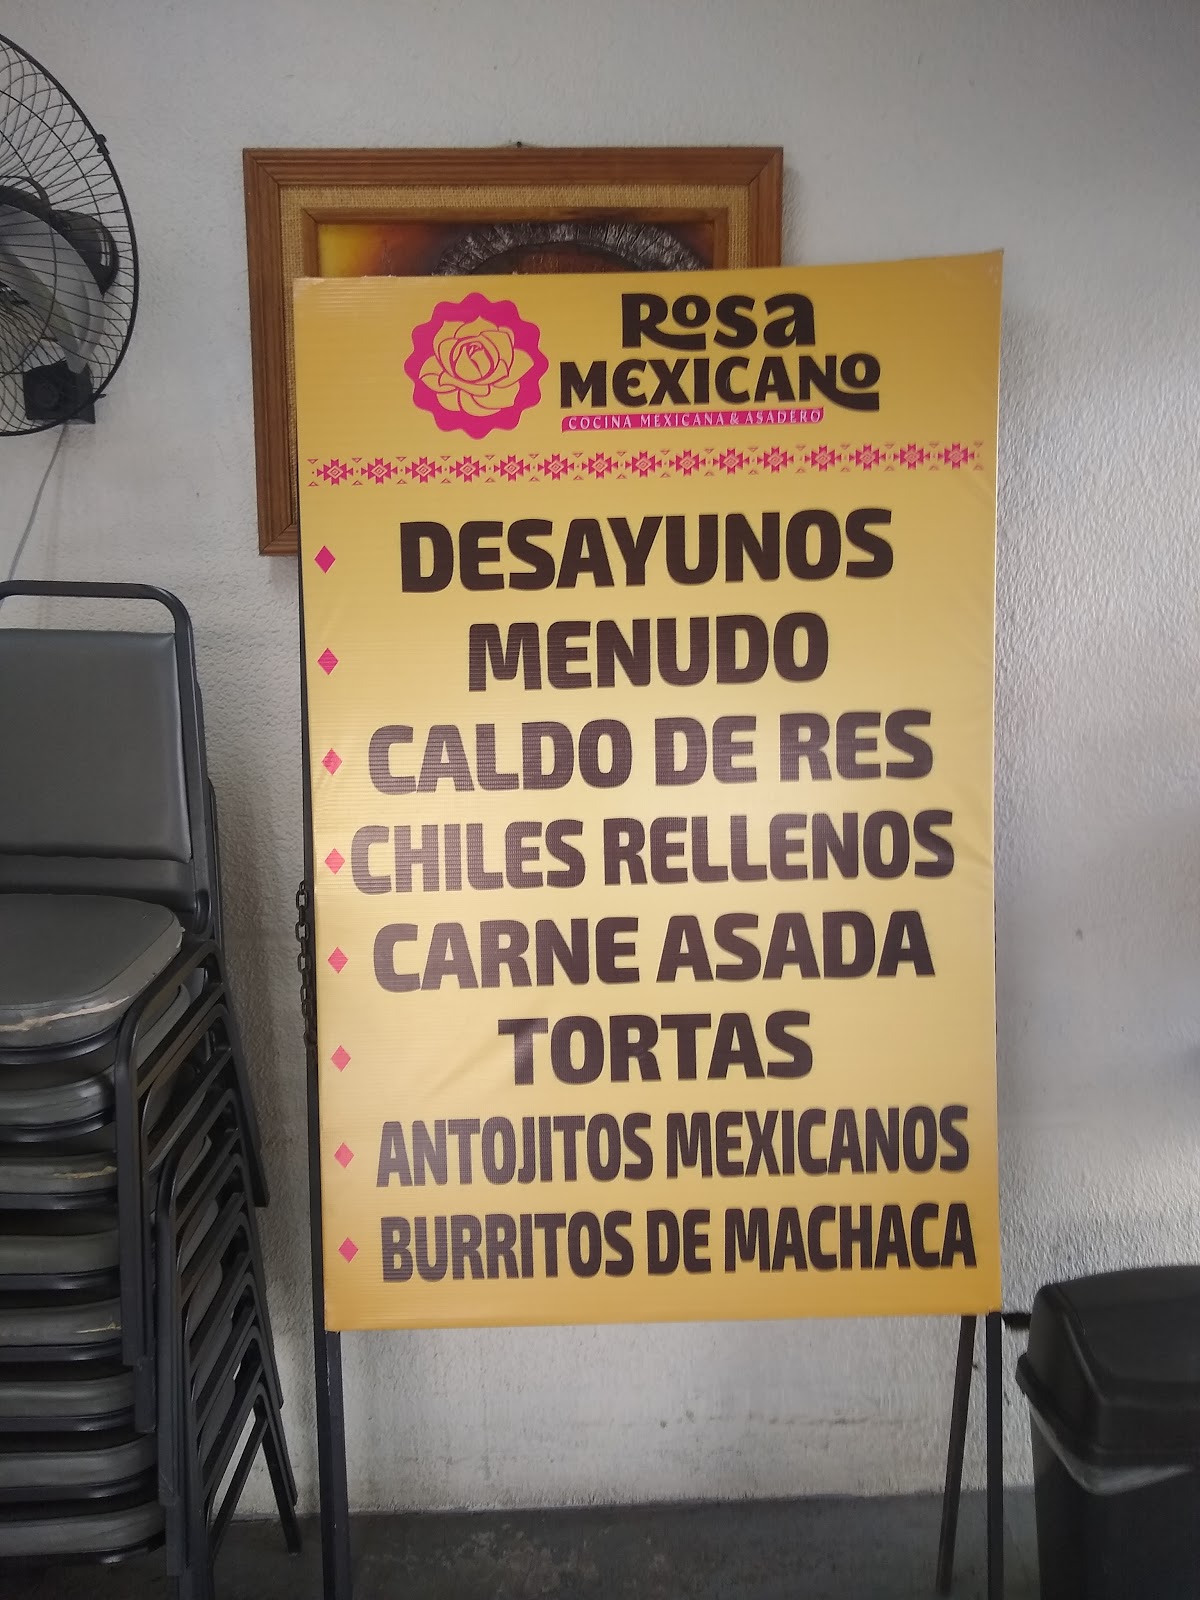 Rosa
MEXICANO
COCINA MEXICANA & ASADERO
DESAYUNOS
MENUDO
CALDO DE RES
CHILES RELLENOS
CARNE ASADA
TORTAS
ANTOJITOS MEXICANOS
BURRITOS DE MACHACA